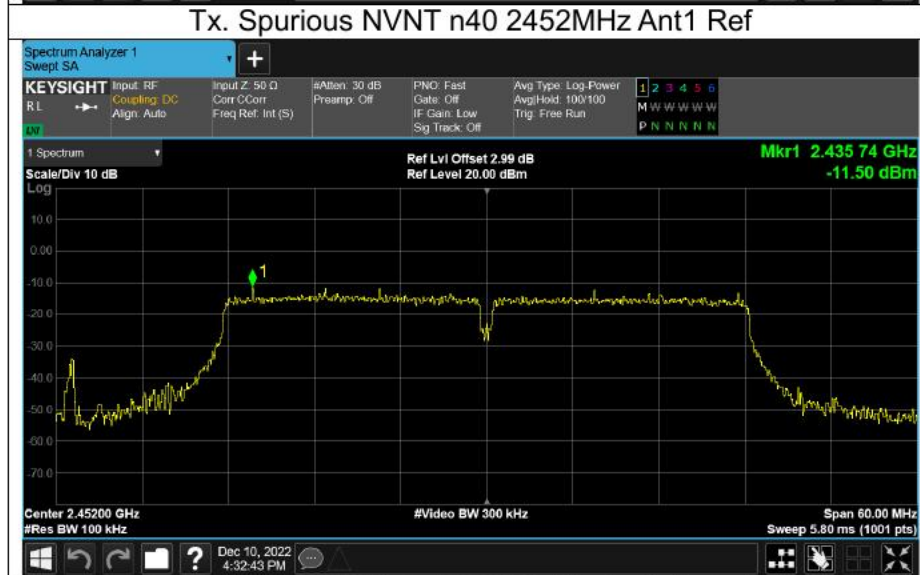 Tx. Spurious NVNT n40 2452MHz Ant1 Ref
Spectrum Analyzer 1
Swept SA
+
KEYSIGHT
RL
LXI
Input: RF
Coupling: DC
Align: Auto
Input Z: 50 Ω
Corr CCorr
Freq Ref: Int (S)
#Atten: 30 dB
Preamp: Off
PNO: Fast
Gate: Off
IF Gain: Low
Sig Track: Off
Avg Type: Log-Power
Avg|Hold: 100/100
Trig: Free Run
1 2 3 4 5 6
M W W W W W
P N N N N N
1 Spectrum
Scale/Div 10 dB
Ref Lvl Offset 2.99 dB
Ref Level 20.00 dBm
Mkr1 2.435 74 GHz
-11.50 dBm
Log
10.0
0.00
-10.0
-20.0
-30.0
-40.0
-50.0
-60.0
-70.0
1
Center 2.45200 GHz
#Res BW 100 kHz
#Video BW 300 kHz
Span 60.00 MHz
Sweep 5.80 ms (1001 pts)
?
Dec 10, 2022
4:32:43 PM